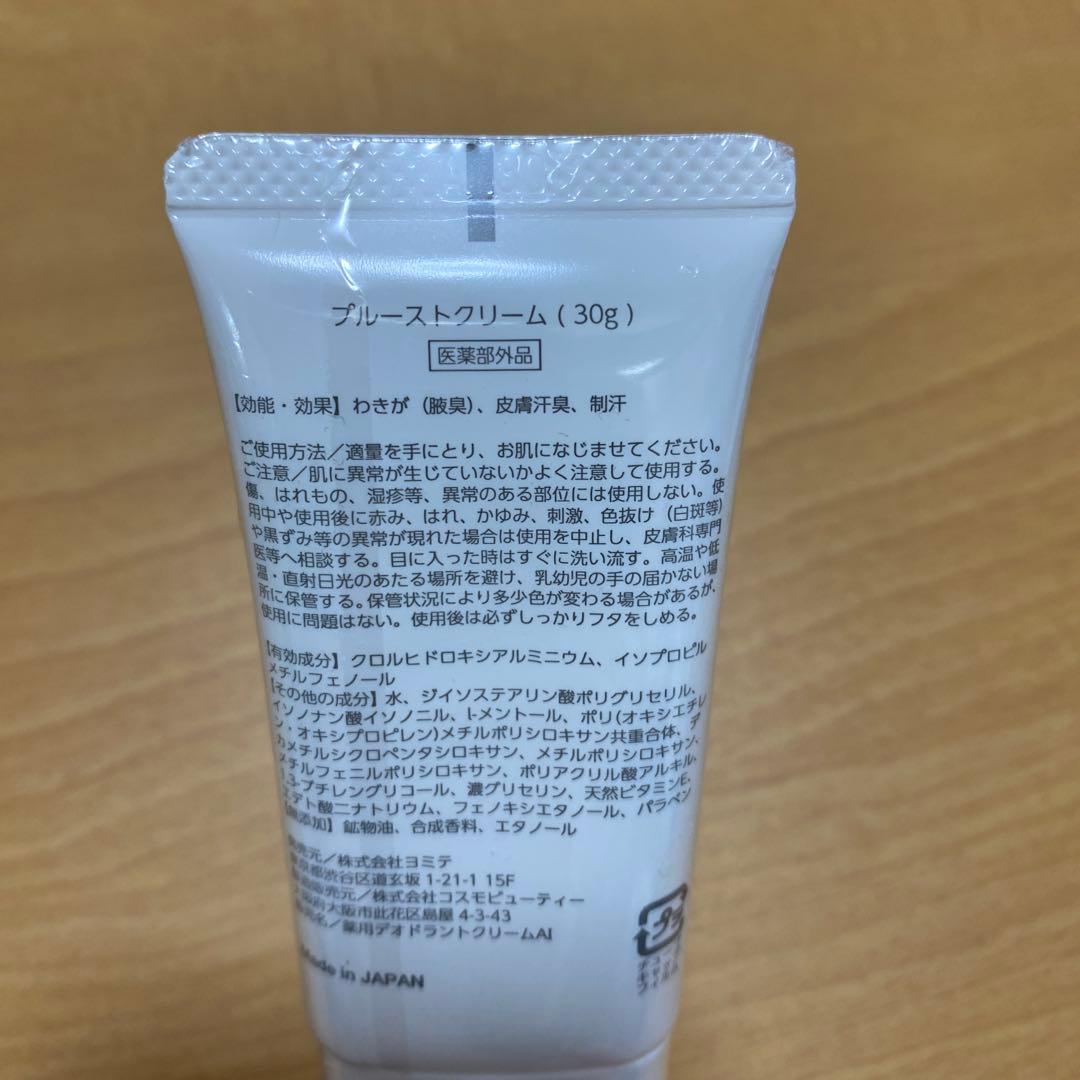 プルーストクリーム ( 30g )
医薬部外品
【効能・効果】わきが（腋臭）、皮膚汗臭、制汗
ご使用方法／適量を手にとり、お肌になじませてください。
ご注意／肌に異常が生じていないかよく注意して使用する。
傷、はれもの、湿疹等、異常のある部位には使用しない。使
用中や使用後に赤み、はれ、かゆみ、刺激、色抜け（白斑等）
や黒ずみ等の異常が現れた場合は使用を中止し、皮膚科専門
医等へ相談する。目に入った時はすぐに洗い流す。高温や低
温・直射日光のあたる場所を避け、乳幼児の手の届かない場
所に保管する。保管状況により多少色が変わる場合があるが、
使用に問題はない。使用後は必ずしっかりフタをしめる。
【有効成分】クロルヒドロキシアルミニウム、イソプロピル
メチルフェノール
【その他の成分】水、ジイソステアリン酸ポリグリセリル、
イソノナン酸イソノニル、l-メントール、ポリ(オキシエチレ
ン・オキシプロピレン)メチルポリシロキサン共重合体、デ
カメチルシクロペンタシロキサン、メチルポリシロキサン、
メチルフェニルポリシロキサン、ポリアクリル酸アルキル、
1,3-ブチレングリコール、濃グリセリン、天然ビタミンE、
エデト酸二ナトリウム、フェノキシエタノール、パラベン
【無添加】鉱物油、合成香料、エタノール
発売元／株式会社ヨミテ
東京都渋谷区道玄坂 1-21-1 15F
販売元／株式会社コスモビューティー
大阪府大阪市此花区島屋 4-3-43
名／薬用デオドラントクリームAI
Made in JAPAN
プラ